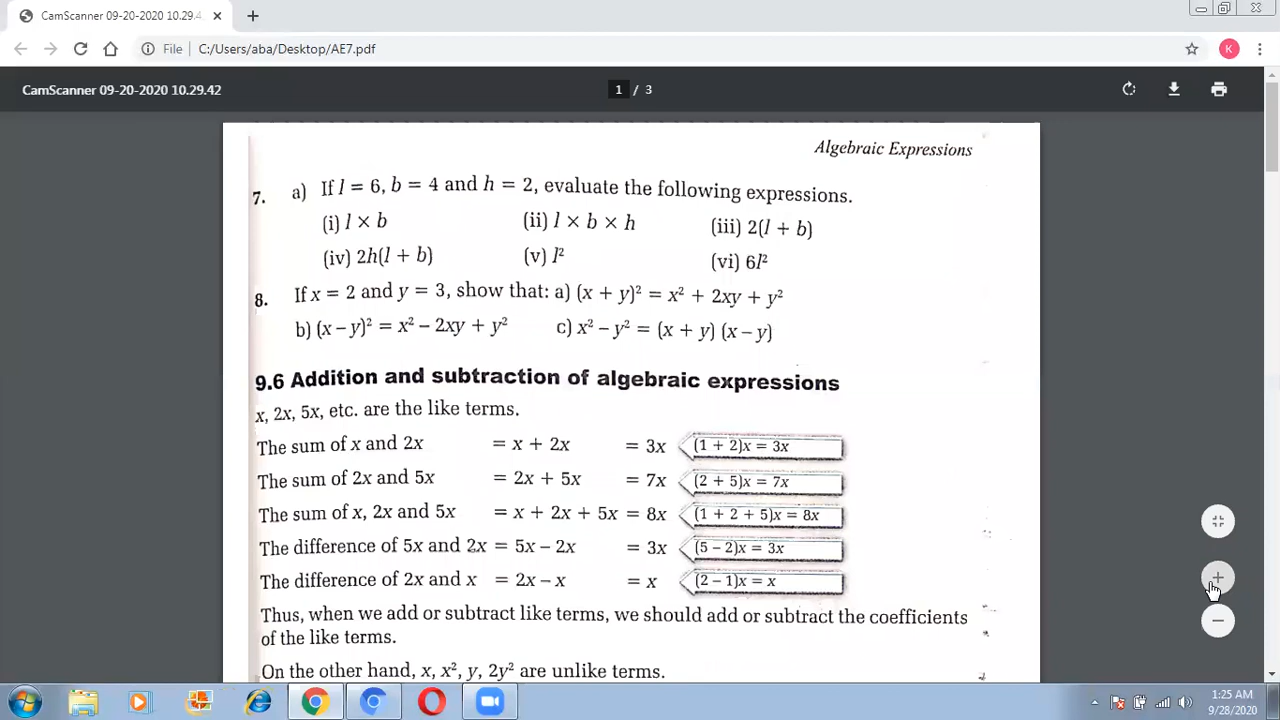 CamScanner 09-20-2020 10.29.4
File C:/Users/aba/Desktop/AE7.pdf
K
CamScanner 09-20-2020 10.29.42
1 / 3
Algebraic Expressions
7. a) If l = 6, b = 4 and h = 2, evaluate the following expressions.
(i) l × b (ii) l × b × h (iii) 2(l + b)
(iv) 2h(l + b) (v) l² (vi) 6l²
8. If x = 2 and y = 3, show that: a) (x + y)² = x² + 2xy + y²
b) (x – y)² = x² – 2xy + y² c) x² – y² = (x + y) (x – y)
9.6 Addition and subtraction of algebraic expressions
x, 2x, 5x, etc. are the like terms.
The sum of x and 2x = x + 2x = 3x (1 + 2)x = 3x
The sum of 2x and 5x = 2x + 5x = 7x (2 + 5)x = 7x
The sum of x, 2x and 5x = x + 2x + 5x = 8x (1 + 2 + 5)x = 8x
The difference of 5x and 2x = 5x – 2x = 3x (5 – 2)x = 3x
The difference of 2x and x = 2x – x = x (2 – 1)x = x
Thus, when we add or subtract like terms, we should add or subtract the coefficients
of the like terms.
On the other hand, x, x², y, 2y² are unlike terms.
1:25 AM
9/28/2020